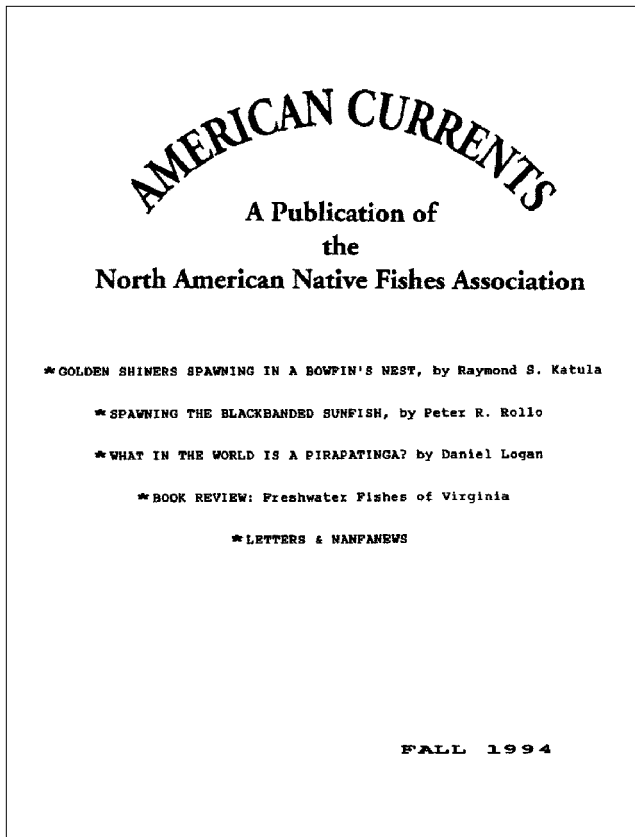 AMERICAN CURRENTS
A Publication of
the
North American Native Fishes Association
*GOLDEN SHINERS SPAWNING IN A BOWFIN'S NEST, by Raymond S. Katula
*SPAWNING THE BLACKBANDED SUNFISH, by Peter R. Rollo
*WHAT IN THE WORLD IS A PIRAPATINGA? by Daniel Logan
*BOOK REVIEW: Freshwater Fishes of Virginia
*LETTERS & NANFANEWS
FALL 1994